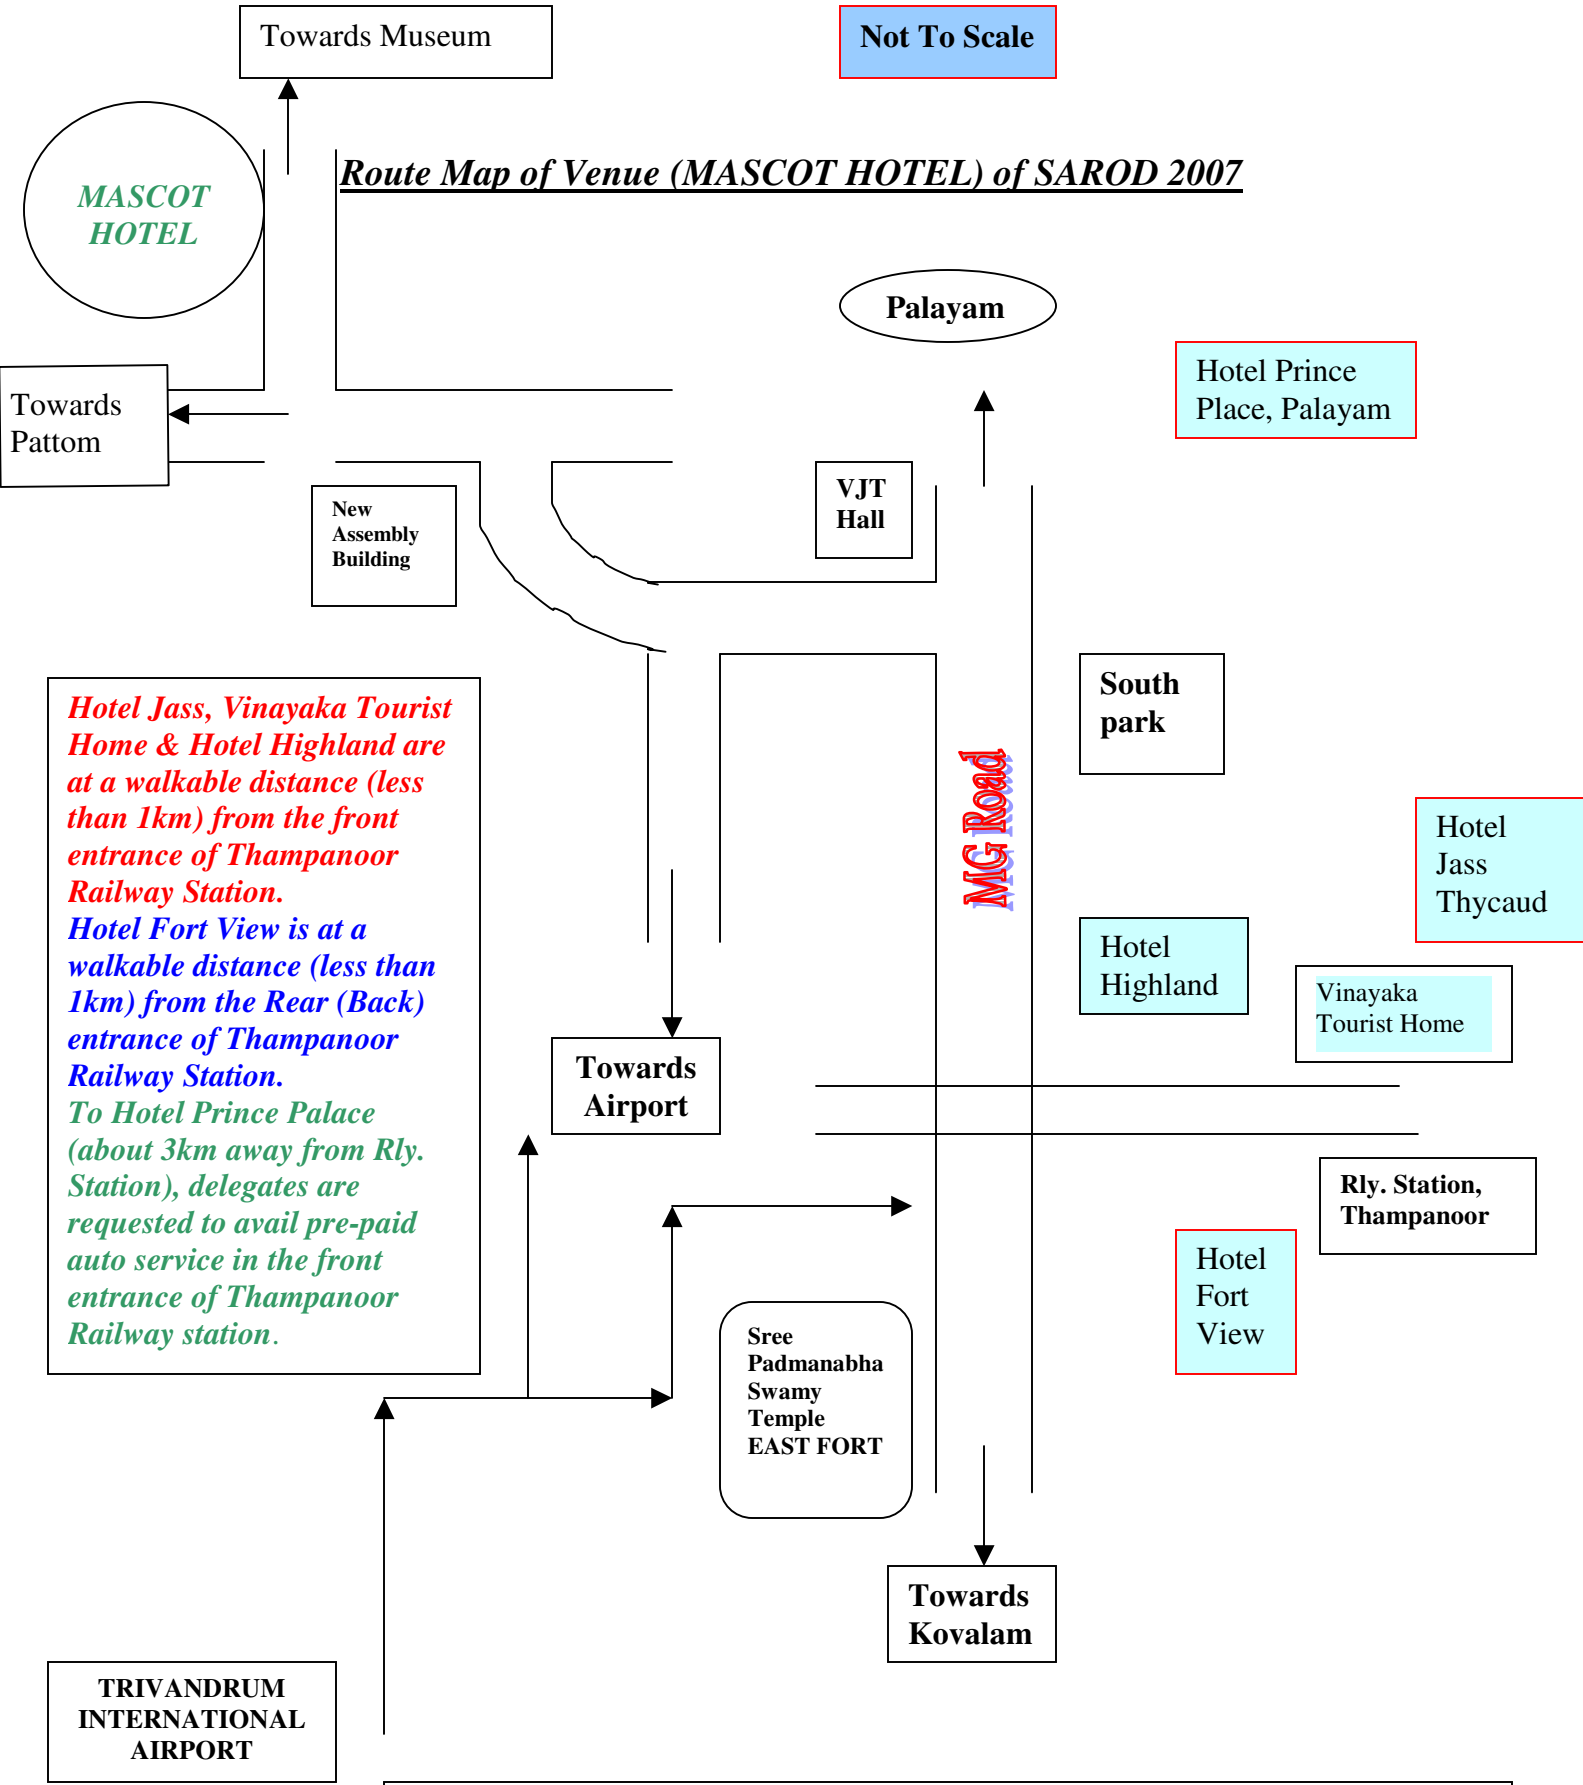 Towards Museum
Not To Scale
Route Map of Venue (MASCOT HOTEL) of SAROD 2007
MASCOT
HOTEL
Palayam
Hotel Prince
Place, Palayam
Towards
Pattom
VJT
Hall
New
Assembly
Building
South
park
Hotel Jass, Vinayaka Tourist
Home & Hotel Highland are
at a walkable distance (less
than 1km) from the front
entrance of Thampanoor
Railway Station.
Hotel Fort View is at a
walkable distance (less than
1km) from the Rear (Back)
entrance of Thampanoor
Railway Station.
To Hotel Prince Palace
(about 3km away from Rly.
Station), delegates are
requested to avail pre-paid
auto service in the front
entrance of Thampanoor
Railway station.
MG Road
Hotel
Jass
Thycaud
Hotel
Highland
Vinayaka
Tourist Home
Towards
Airport
Rly. Station,
Thampanoor
Hotel
Fort
View
Sree
Padmanabha
Swamy
Temple
EAST FORT
Towards
Kovalam
TRIVANDRUM
INTERNATIONAL
AIRPORT